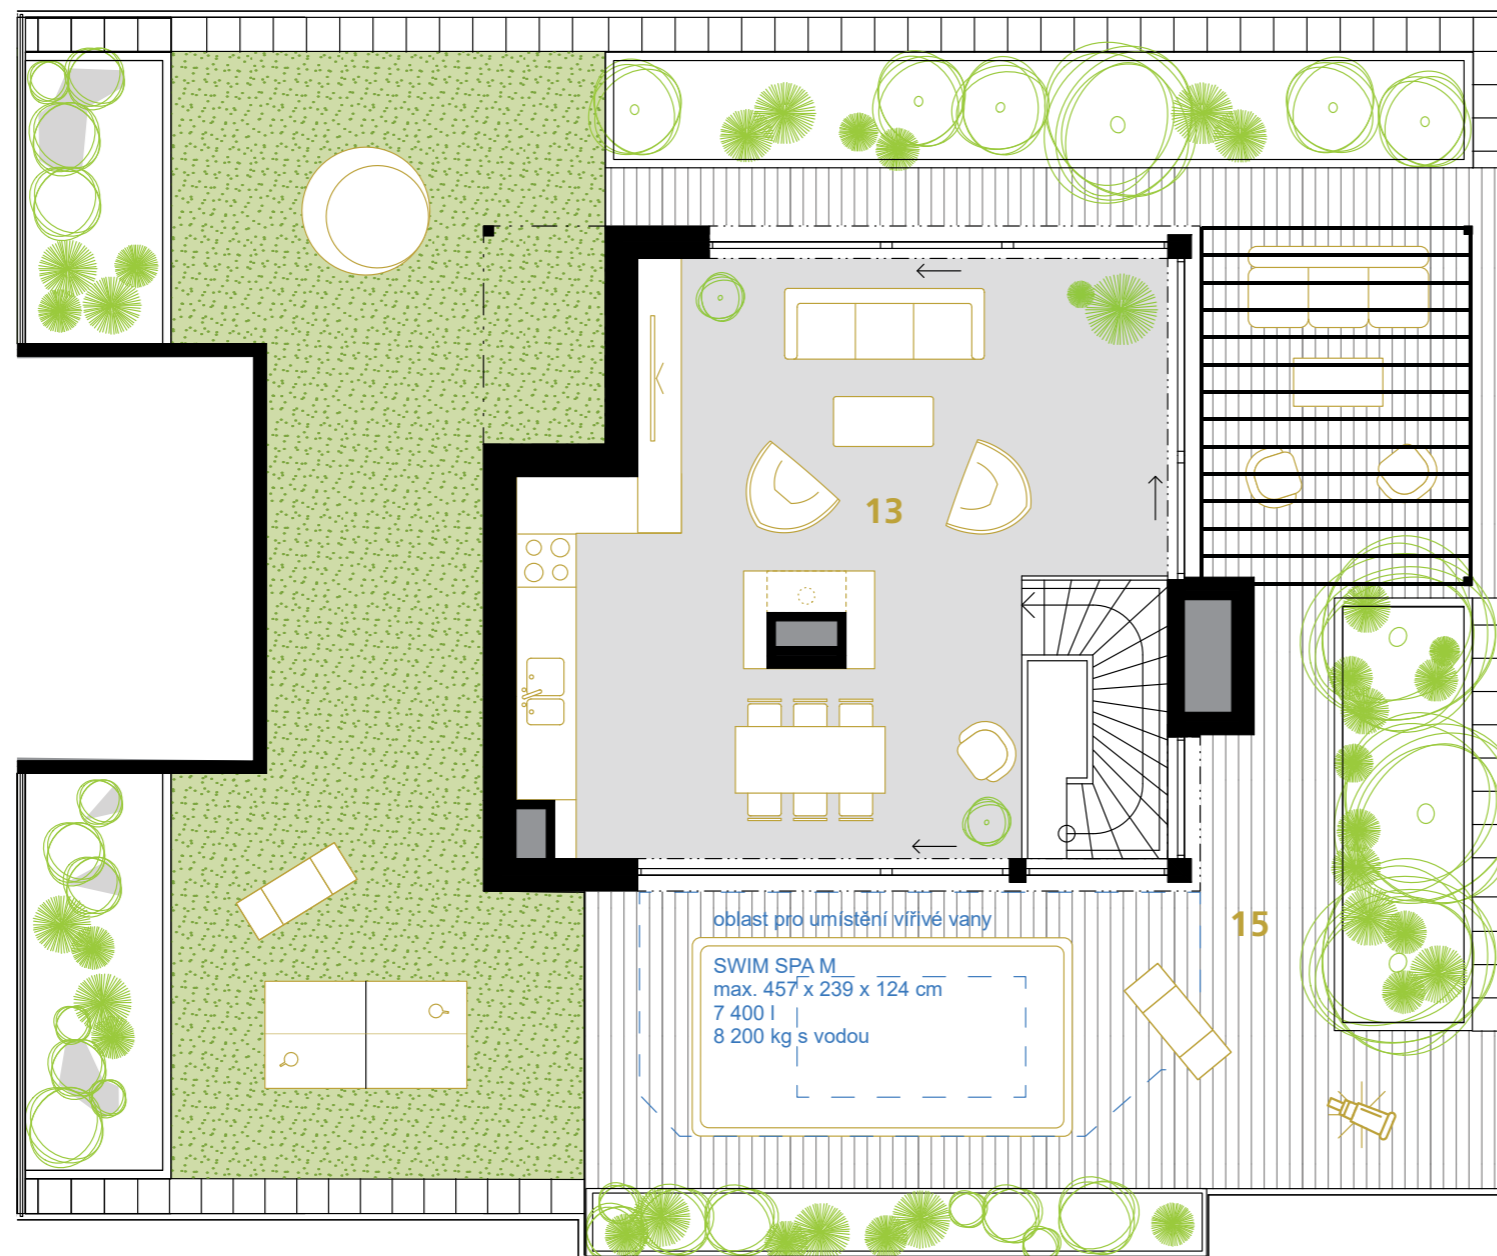 13
15
oblast pro umístění vířivé vany
SWIM SPA M
max. 457 x 239 x 124 cm
7 400 l
8 200 kg s vodou